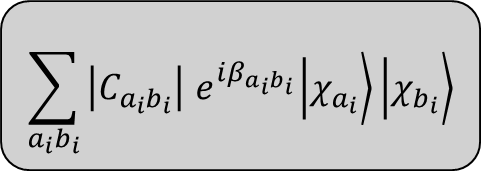 ∑_{a_i b_i} |C_{a_i b_i}| e^{iβ_{a_i b_i}} |χ_{a_i}⟩ |χ_{b_i}⟩